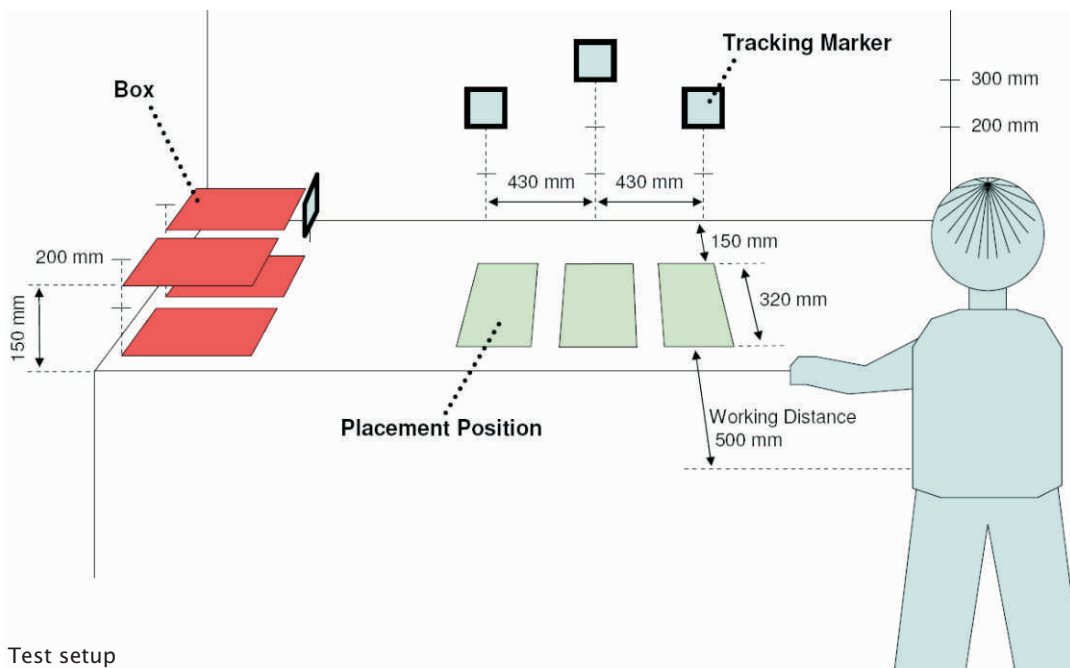 Tracking Marker
Box
300 mm
200 mm
430 mm
430 mm
150 mm
200 mm
320 mm
150 mm
Working Distance
500 mm
Placement Position
Test setup